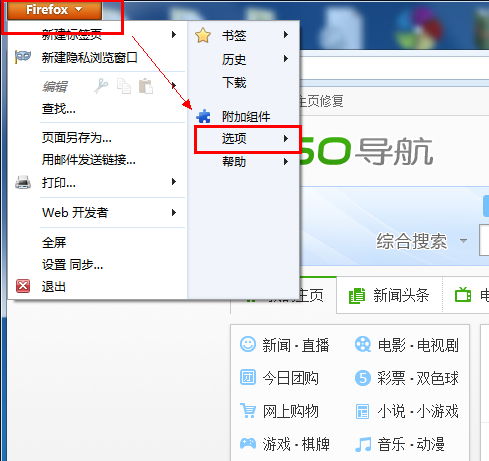 Firefox
新建标签页
新建隐私浏览窗口
编辑
查找...
页面另存为...
用邮件发送链接...
打印...
Web 开发者
全屏
设置 同步...
退出
书签
历史
下载
附加组件
选项
帮助
主页修复
50导航
综合搜索
主页
新闻头条
电
新闻·直播
电影·电视剧
今日团购
彩票·双色球
网上购物
小说·小游戏
游戏·棋牌
音乐·动漫